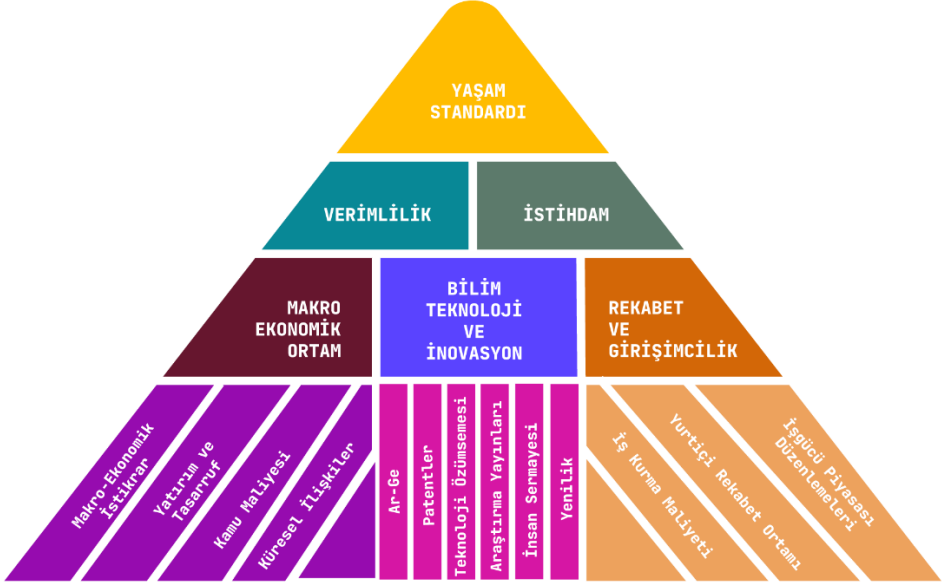 YAŞAM
STANDARDI
VERİMLİLİK
İSTİHDAM
MAKRO
EKONOMİK
ORTAM
BİLİM
TEKNOLOJİ
VE
İNOVASYON
REKABET
VE
GİRİŞİMCİLİK
Makro-Ekonomik
İstikrar
Yatırım ve
Tasarruf
Kamu Maliyesi
Küresel İlişkiler
Ar-Ge
Patentler
Teknoloji Özümsemesi
Araştırma Yayınları
İnsan Sermayesi
Yenilik
İş Kurma Maliyeti
Yurtiçi Rekabet Ortamı
İşgücü Piyasası
Düzenlemeleri